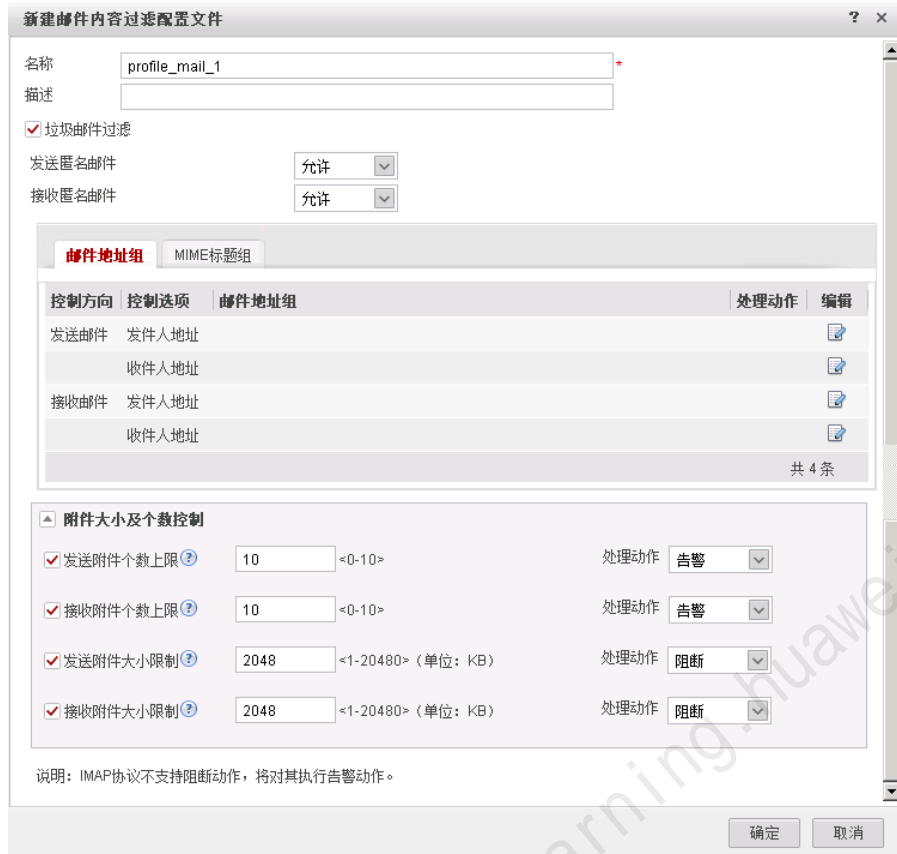 新建邮件内容过滤配置文件 ? ×
名称 profile_mail_1 *
描述
垃圾邮件过滤
发送匿名邮件 允许
接收匿名邮件 允许
邮件地址组 MIME标题组
控制方向 控制选项 邮件地址组 处理动作 编辑
发送邮件 发件人地址
收件人地址
接收邮件 发件人地址
收件人地址
共 4 条
附件大小及个数控制
发送附件个数上限 ? 10 <0-10> 处理动作 告警
接收附件个数上限 ? 10 <0-10> 处理动作 告警
发送附件大小限制 ? 2048 <1-20480>（单位：KB） 处理动作 阻断
接收附件大小限制 ? 2048 <1-20480>（单位：KB） 处理动作 阻断
说明：IMAP协议不支持阻断动作，将对其执行告警动作。
确定 取消
arning.huawei